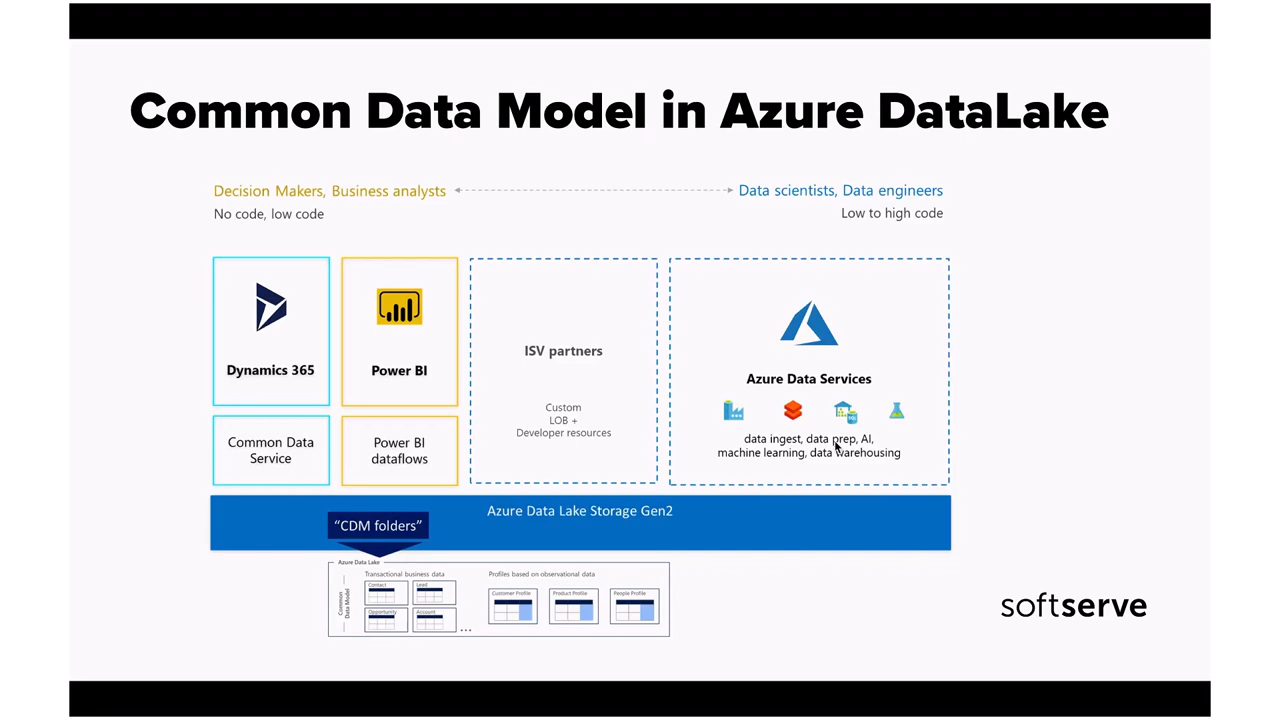 Common Data Model in Azure DataLake
Decision Makers, Business analysts
Data scientists, Data engineers
No code, low code
Low to high code
Dynamics 365
Power BI
ISV partners
Custom
LOB +
Developer resources
Azure Data Services
data ingest, data prep, AI,
machine learning, data warehousing
Common Data
Service
Power BI
dataflows
Azure Data Lake Storage Gen2
“CDM folders”
Azure Data Lake
Common
Data Model
Transactional business data
Contact
Lead
Opportunity
Account
...
Profiles based on observational data
Customer Profile
Product Profile
People Profile
softserve